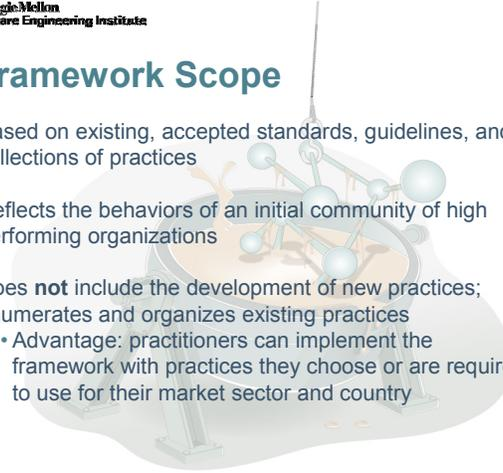 gieMellon
are Engineering Institute
ramework Scope
ased on existing, accepted standards, guidelines, and
llections of practices
eflects the behaviors of an initial community of high
erforming organizations
oes not include the development of new practices;
umerates and organizes existing practices
• Advantage: practitioners can implement the
framework with practices they choose or are require
to use for their market sector and country